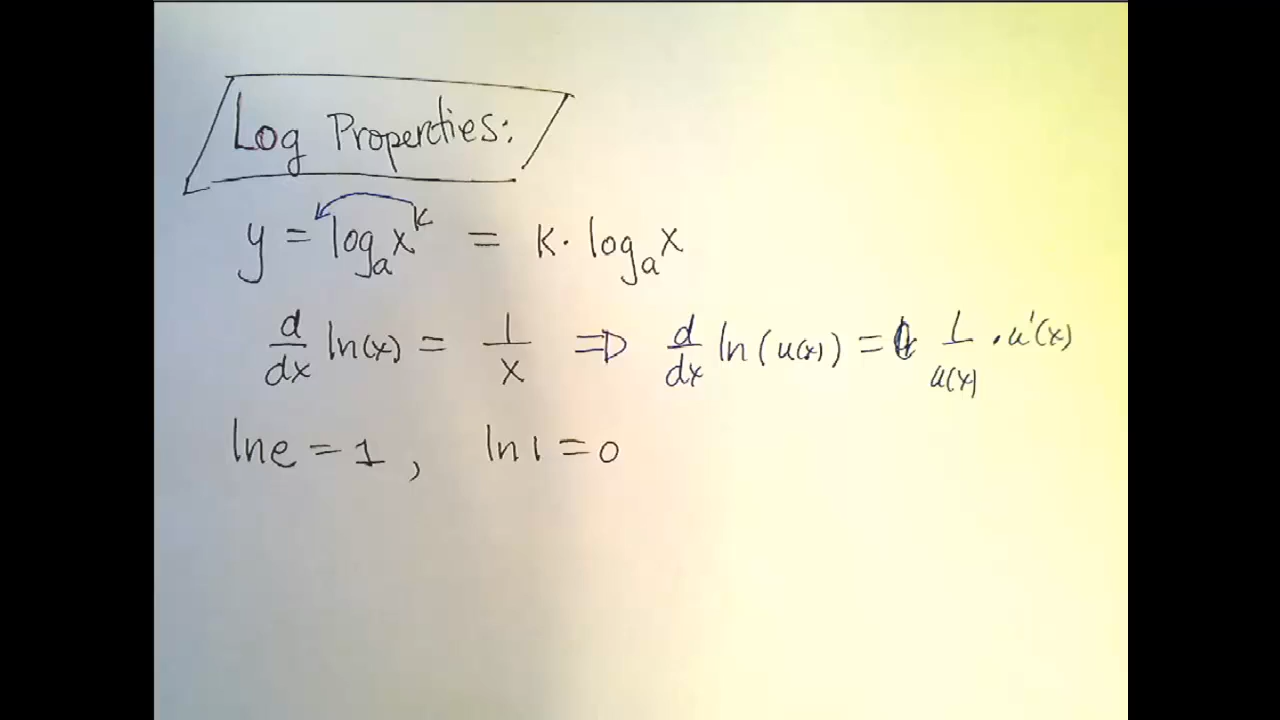 Log Properties:
y = log_a x^k = k · log_a x
d/dx ln(x) = 1/x ⇒ d/dx ln(u(x)) = 1/u(x) · u'(x)
ln e = 1, ln 1 = 0